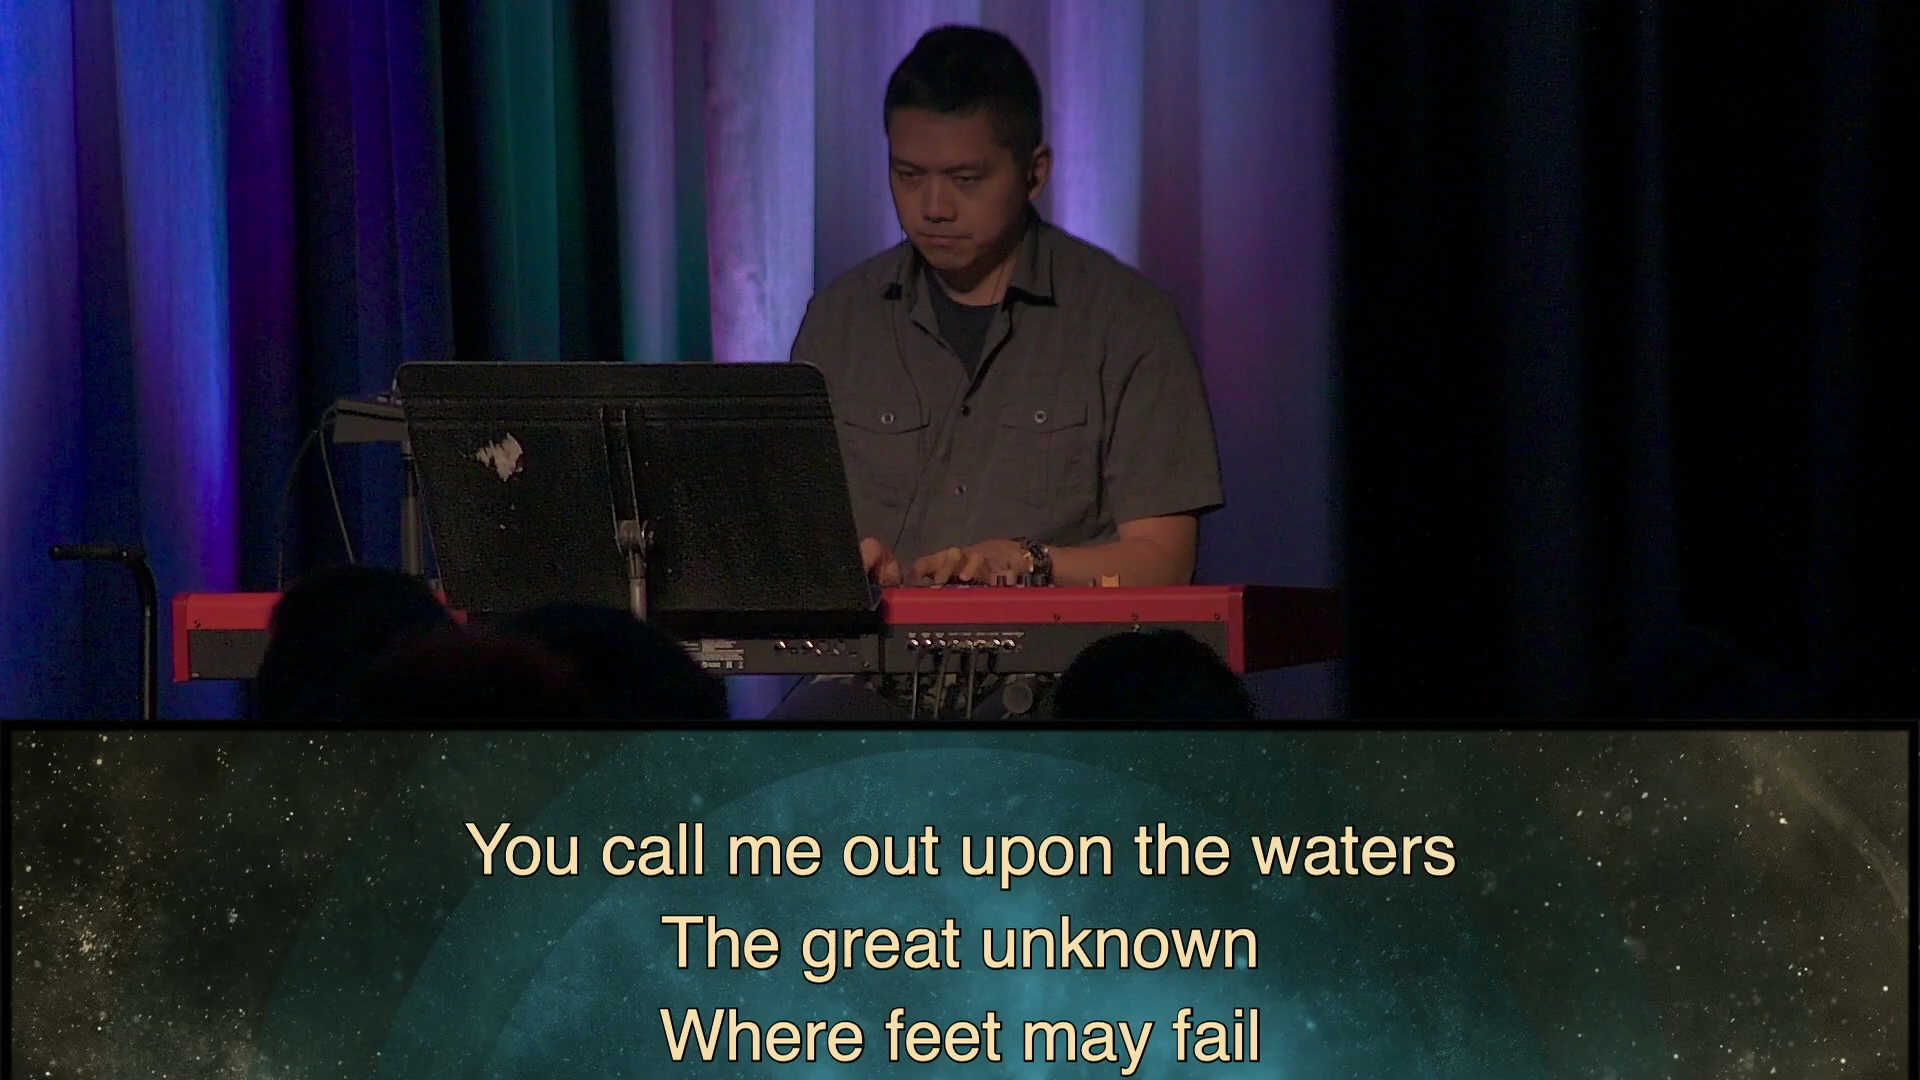 You call me out upon the waters
The great unknown
Where feet may fail